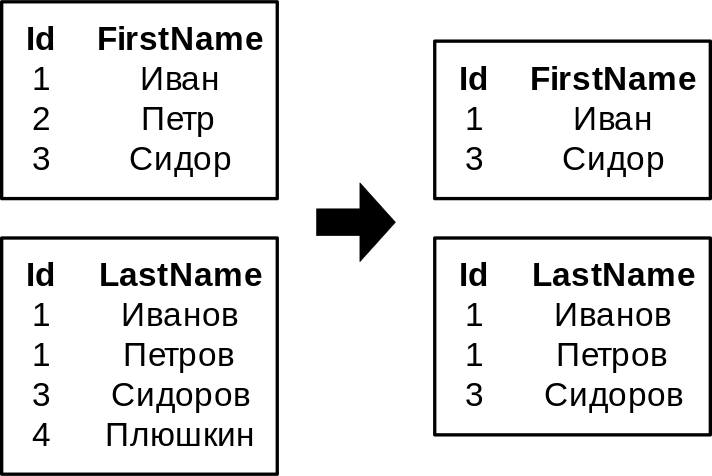 Id FirstName
1 Иван
2 Петр
3 Сидор
Id LastName
1 Иванов
1 Петров
3 Сидоров
4 Плюшкин
Id FirstName
1 Иван
3 Сидор
Id LastName
1 Иванов
1 Петров
3 Сидоров